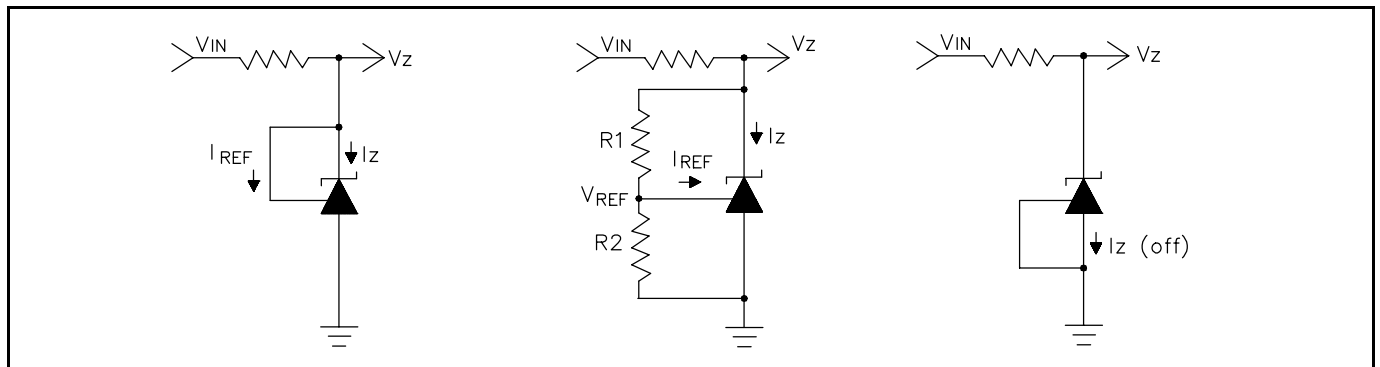 VIN
Vz
IREF
Iz
VIN
Vz
R1
Iz
IREF
VREF
R2
VIN
Vz
Iz (off)